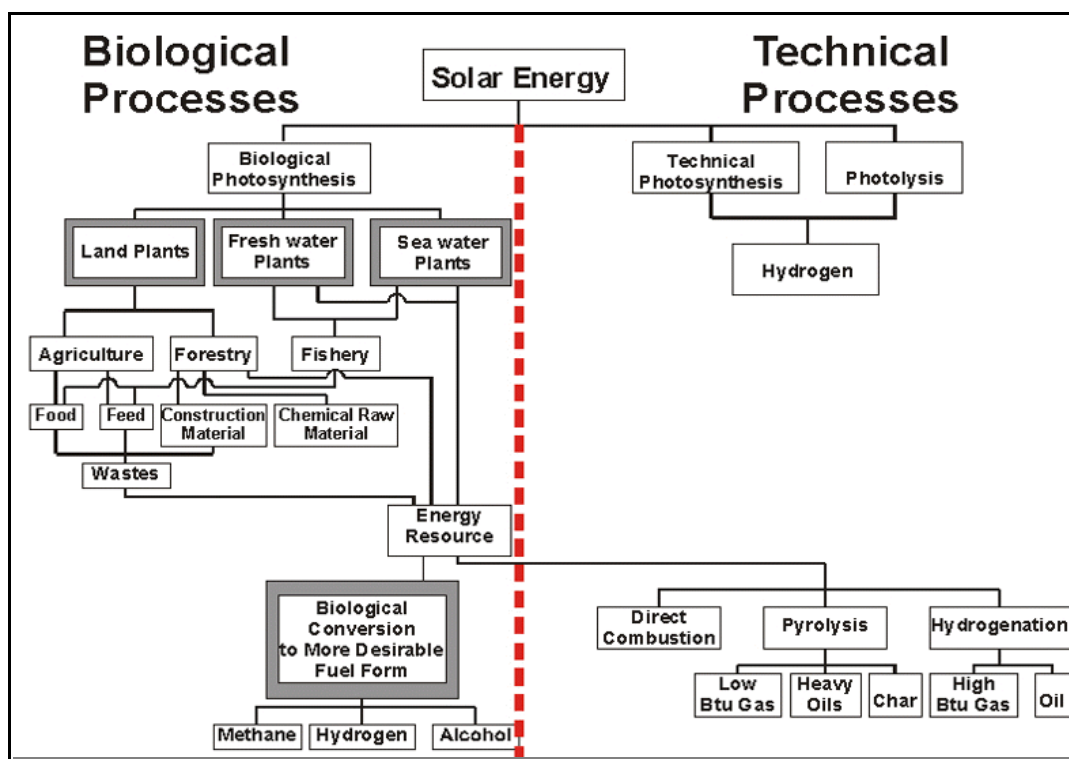 Biological
Processes
Solar Energy
Technical
Processes
Biological
Photosynthesis
Technical
Photosynthesis
Photolysis
Land Plants
Fresh water
Plants
Sea water
Plants
Hydrogen
Agriculture
Forestry
Fishery
Food
Feed
Construction
Material
Chemical Raw
Material
Wastes
Energy
Resource
Biological
Conversion
to More Desirable
Fuel Form
Direct
Combustion
Pyrolysis
Hydrogenation
Low
Btu Gas
Heavy
Oils
Char
High
Btu Gas
Oil
Methane
Hydrogen
Alcohol